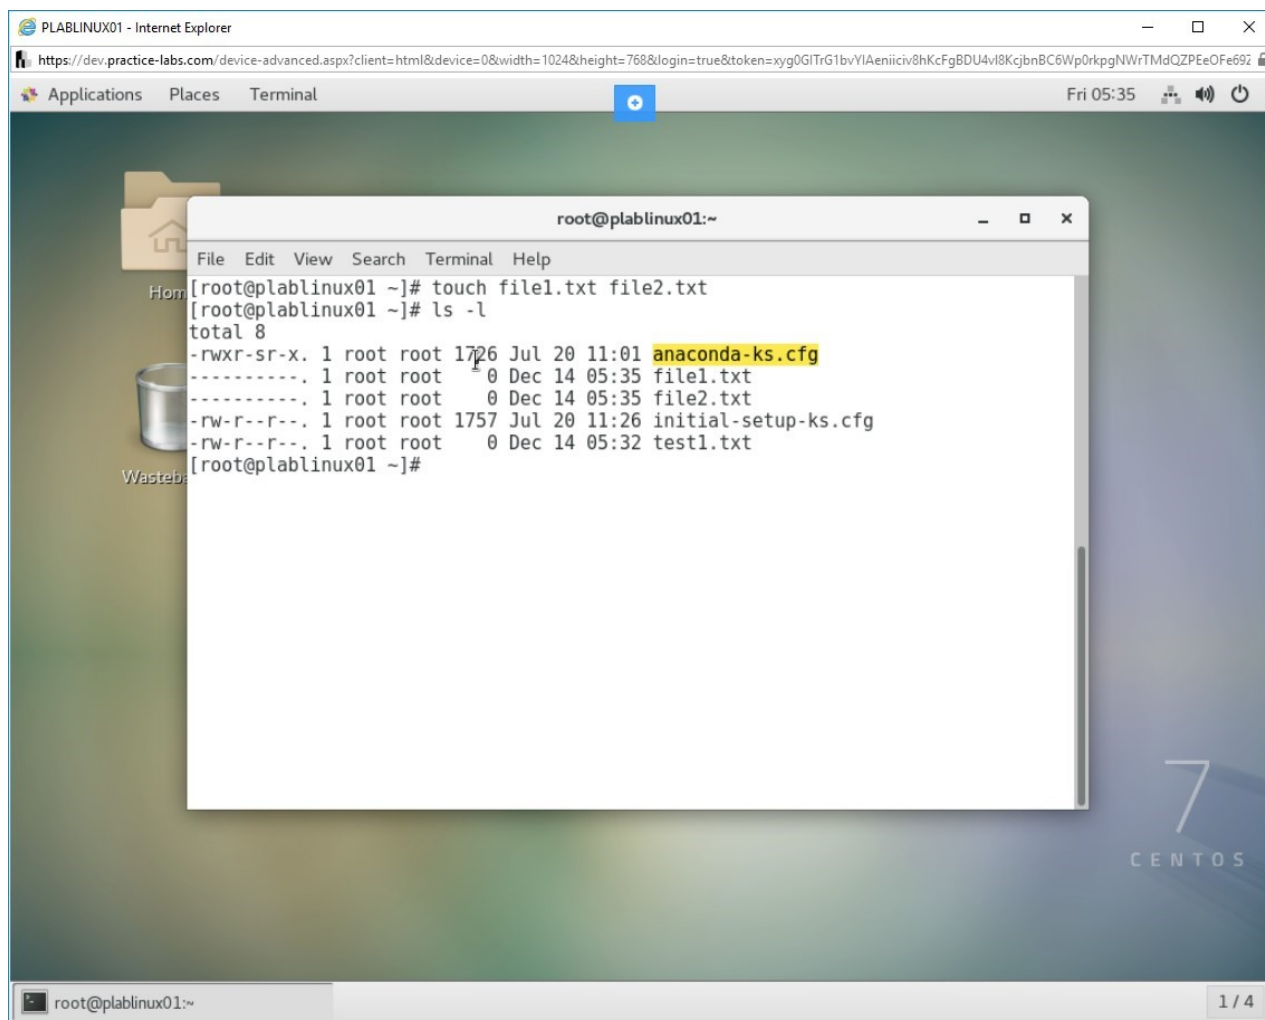 PLABLINUX01 - Internet Explorer
https://dev.practice-labs.com/device-advanced.aspx?client=html&device=0&width=1024&height=768&login=true&token=
Applications Places Terminal Fri 05:35
root@plablinux01:~
File Edit View Search Terminal Help
Hom
[root@plablinux01 ~]# touch file1.txt file2.txt
[root@plablinux01 ~]# ls -l
total 8
-rwxr-sr-x. 1 root root 1726 Jul 20 11:01 anaconda-ks.cfg
----------. 1 root root    0 Dec 14 05:35 file1.txt
----------. 1 root root    0 Dec 14 05:35 file2.txt
-rw-r--r--. 1 root root 1757 Jul 20 11:26 initial-setup-ks.cfg
-rw-r--r--. 1 root root    0 Dec 14 05:32 test1.txt
[root@plablinux01 ~]#
Wasteb
7
CENTOS
root@plablinux01:~ 1 / 4